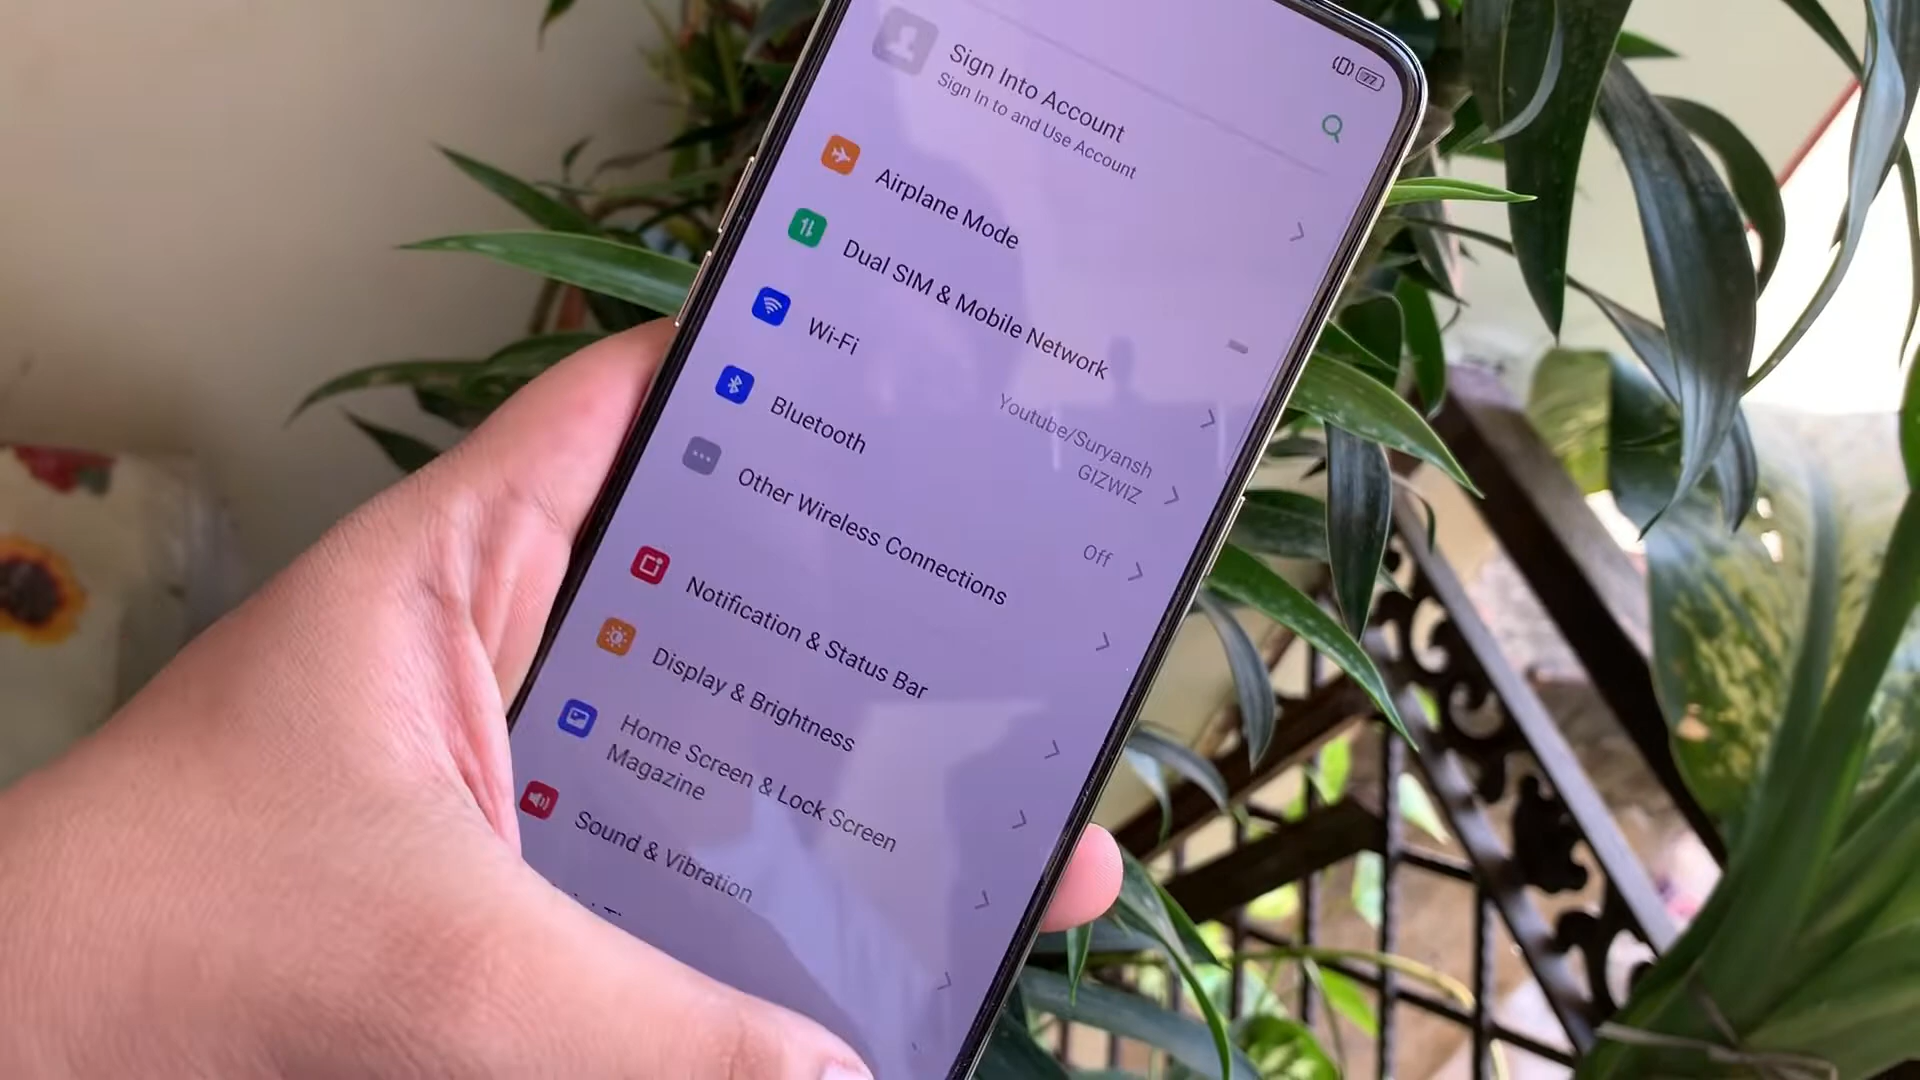 77
Sign Into Account
Sign In to and Use Account
Airplane Mode
Dual SIM & Mobile Network
Wi-Fi
Youtube/Suryansh
GIZWIZ
Bluetooth
Off
Other Wireless Connections
Notification & Status Bar
Display & Brightness
Home Screen & Lock Screen
Magazine
Sound & Vibration